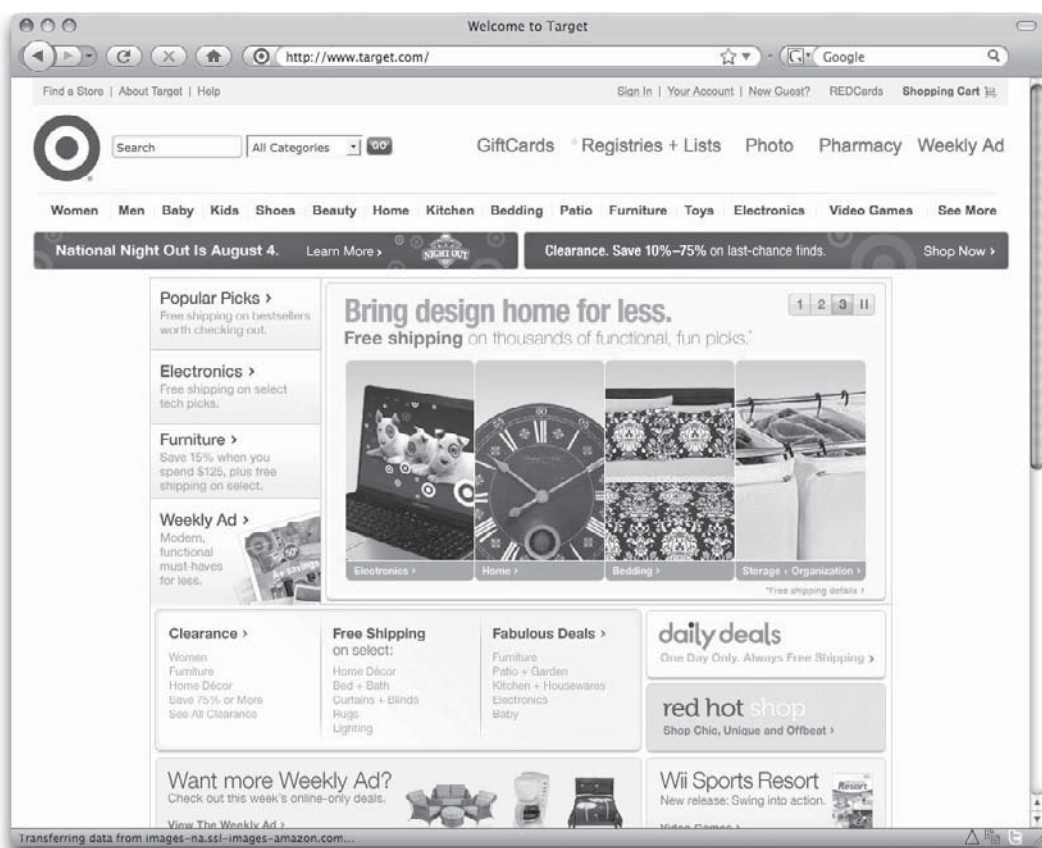 Welcome to Target
http://www.target.com/
Google
Find a Store | About Target | Help
Sign In | Your Account | New Guest? REDCards Shopping Cart
Search All Categories GO
GiftCards Registries + Lists Photo Pharmacy Weekly Ad
Women Men Baby Kids Shoes Beauty Home Kitchen Bedding Patio Furniture Toys Electronics Video Games See More
National Night Out Is August 4. Learn More › NIGHT OUT
Clearance. Save 10%–75% on last-chance finds. Shop Now ›
Popular Picks ›
Free shipping on bestsellers
worth checking out.
Electronics ›
Free shipping on select
tech picks.
Furniture ›
Save 15% when you
spend $125, plus free
shipping on select.
Weekly Ad ›
Modern,
functional
must-haves
for less.
Bring design home for less.
1 2 3
Free shipping on thousands of functional, fun picks.*
Electronics › Home › Bedding › Storage + Organization ›
*Free shipping details ›
Clearance ›
Women
Furniture
Home Décor
Save 75% or More
See All Clearance
Free Shipping
on select:
Home Décor
Bed + Bath
Curtains + Blinds
Rugs
Lighting
Fabulous Deals ›
Furniture
Patio + Garden
Kitchen + Housewares
Electronics
Baby
daily deals
One Day Only. Always Free Shipping ›
red hot shop
Shop Chic, Unique and Offbeat ›
Want more Weekly Ad?
Check out this week's online-only deals.
View The Weekly Ad ›
Wii Sports Resort
New release: Swing into action.
Video Games ›
Resort
Transferring data from images-na.ssl-images-amazon.com...